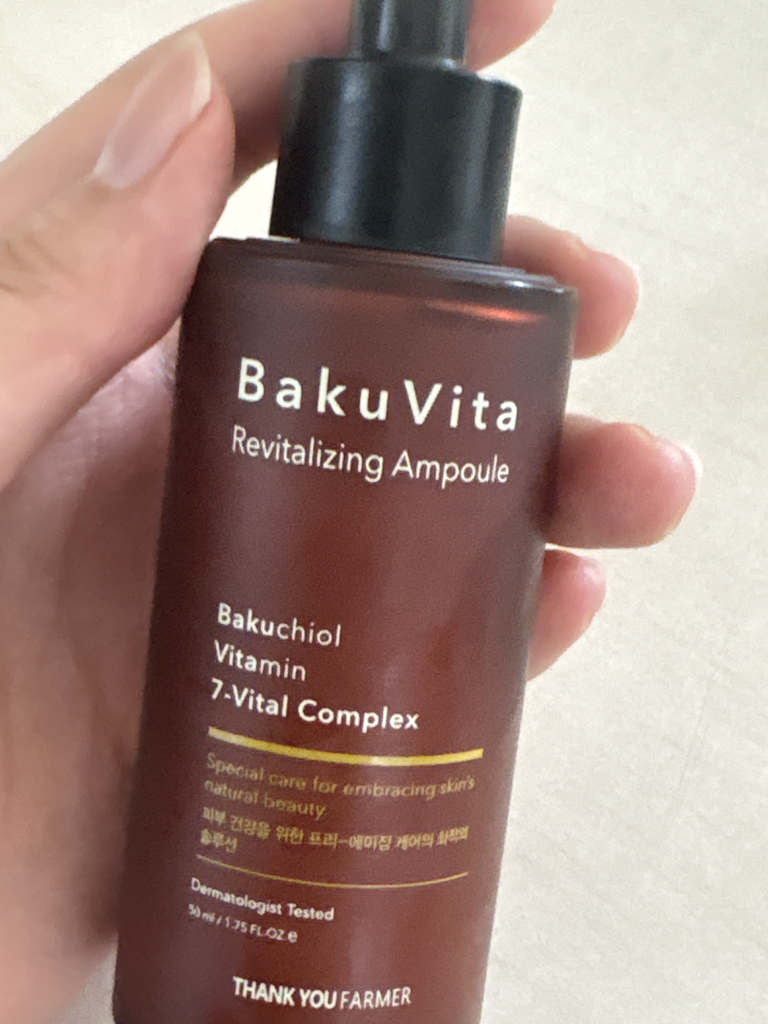 BakuVita
Revitalizing Ampoule
Bakuchiol
Vitamin
7-Vital Complex
Special care for embracing skin's
natural beauty
피부 건강을 위한 프리-에이징 케어의 최적의
솔루션
Dermatologist Tested
50 ml / 1.75 FL.OZ. e
THANK YOU FARMER